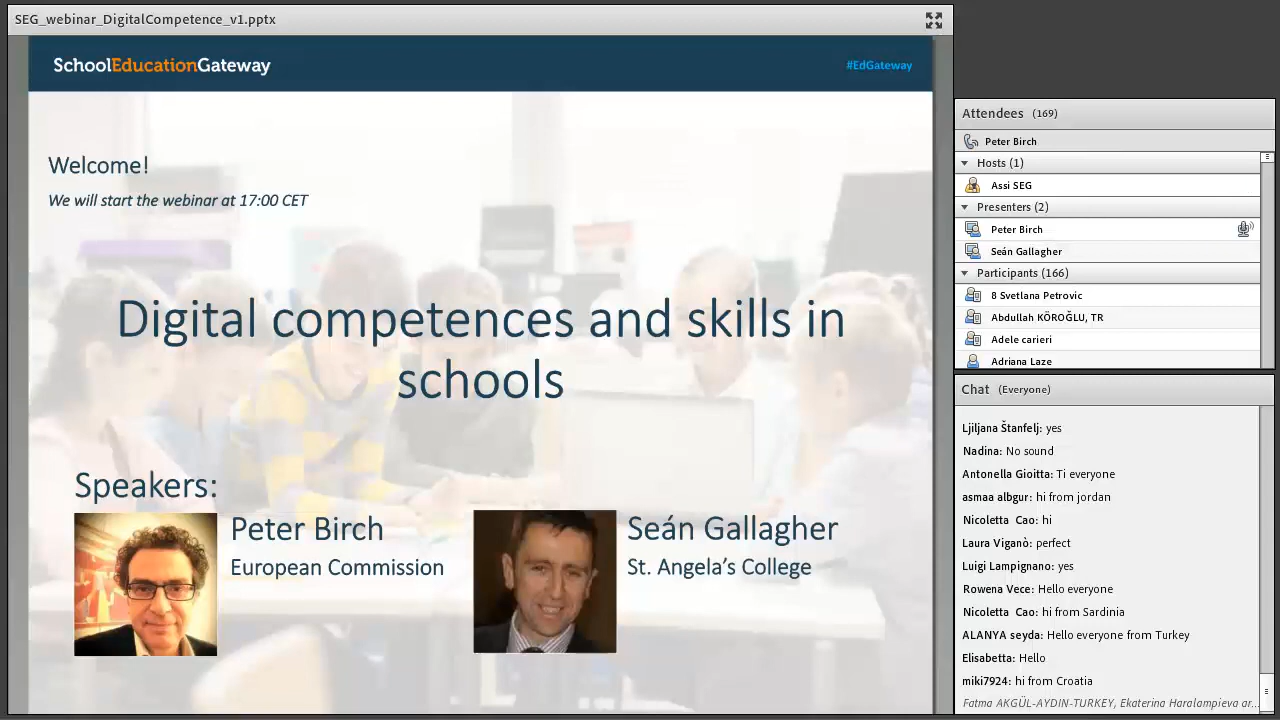 SEG_webinar_DigitalCompetence_v1.pptx
SchoolEducationGateway
#EdGateway
Welcome!
We will start the webinar at 17:00 CET
Digital competences and skills in
schools
Speakers:
Peter Birch
European Commission
Seán Gallagher
St. Angela's College
Attendees (169)
Peter Birch
Hosts (1)
Assi SEG
Presenters (2)
Peter Birch
Seán Gallagher
Participants (166)
8 Svetlana Petrovic
Abdullah KÖROĞLU, TR
Adele carieri
Adriana Laze
Chat (Everyone)
Ljiljana Štanfelj: yes
Nadina: No sound
Antonella Gioitta: Ti everyone
asmaa albgur: hi from jordan
Nicoletta Cao: hi
Laura Viganò: perfect
Luigi Lampignano: yes
Rowena Vece: Hello everyone
Nicoletta Cao: hi from Sardinia
ALANYA seyda: Hello everyone from Turkey
Elisabetta: Hello
miki7924: hi from Croatia
Fatma AKGÜL-AYDIN-TURKEY, Ekaterina Haralampieva ar...